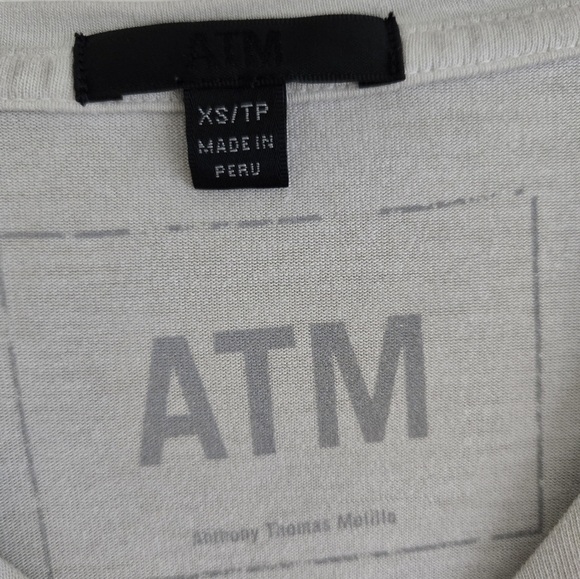 ATM
XS/TP
MADE IN
PERU
ATM
Anthony Thomas Melillo